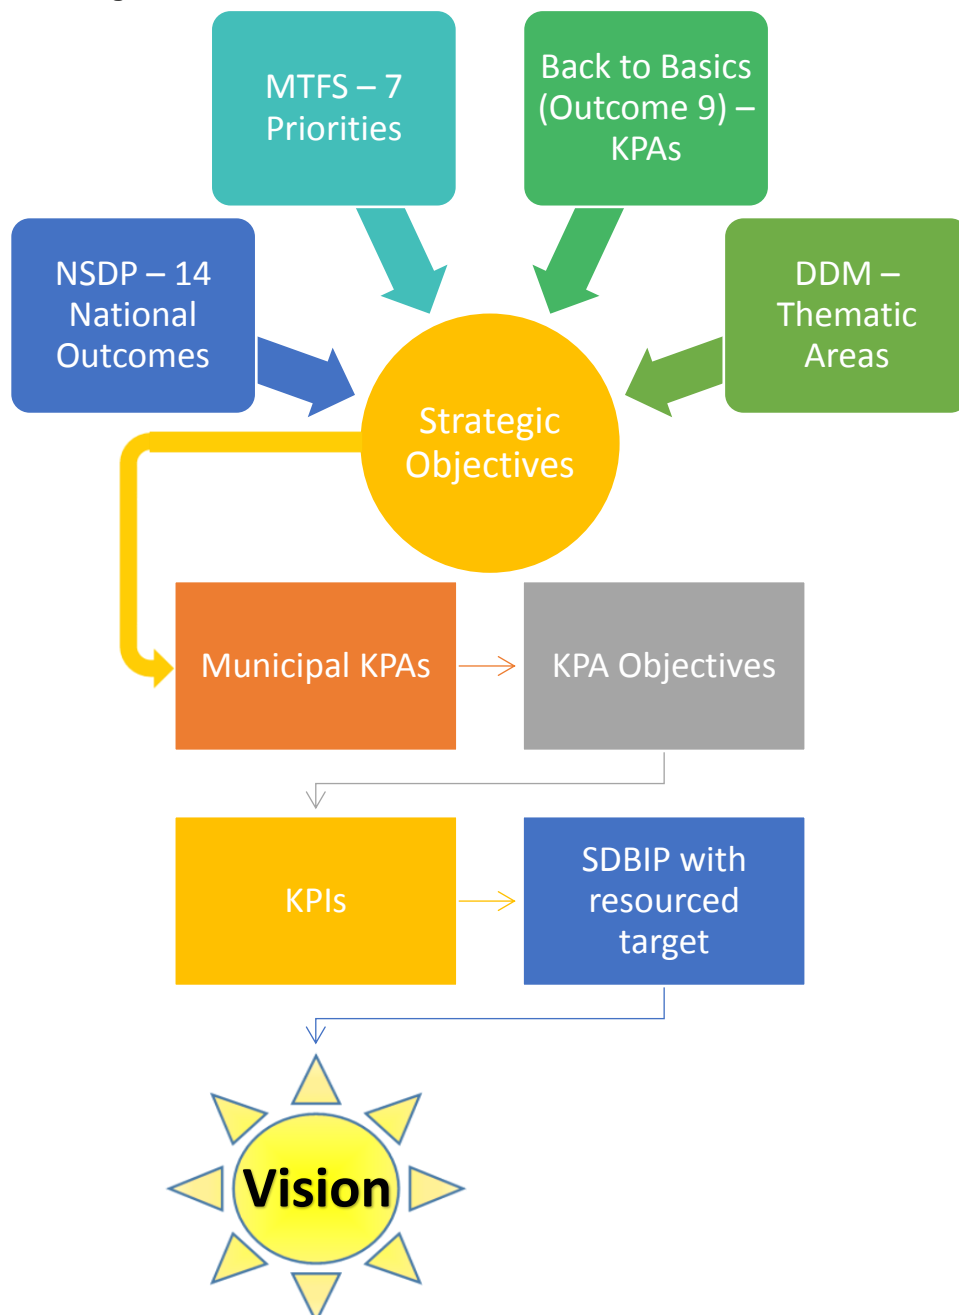 MTFS – 7
Priorities
Back to Basics
(Outcome 9) –
KPAs
NSDP – 14
National
Outcomes
DDM –
Thematic
Areas
Strategic
Objectives
Municipal KPAs
KPA Objectives
KPIs
SDBIP with
resourced
target
Vision